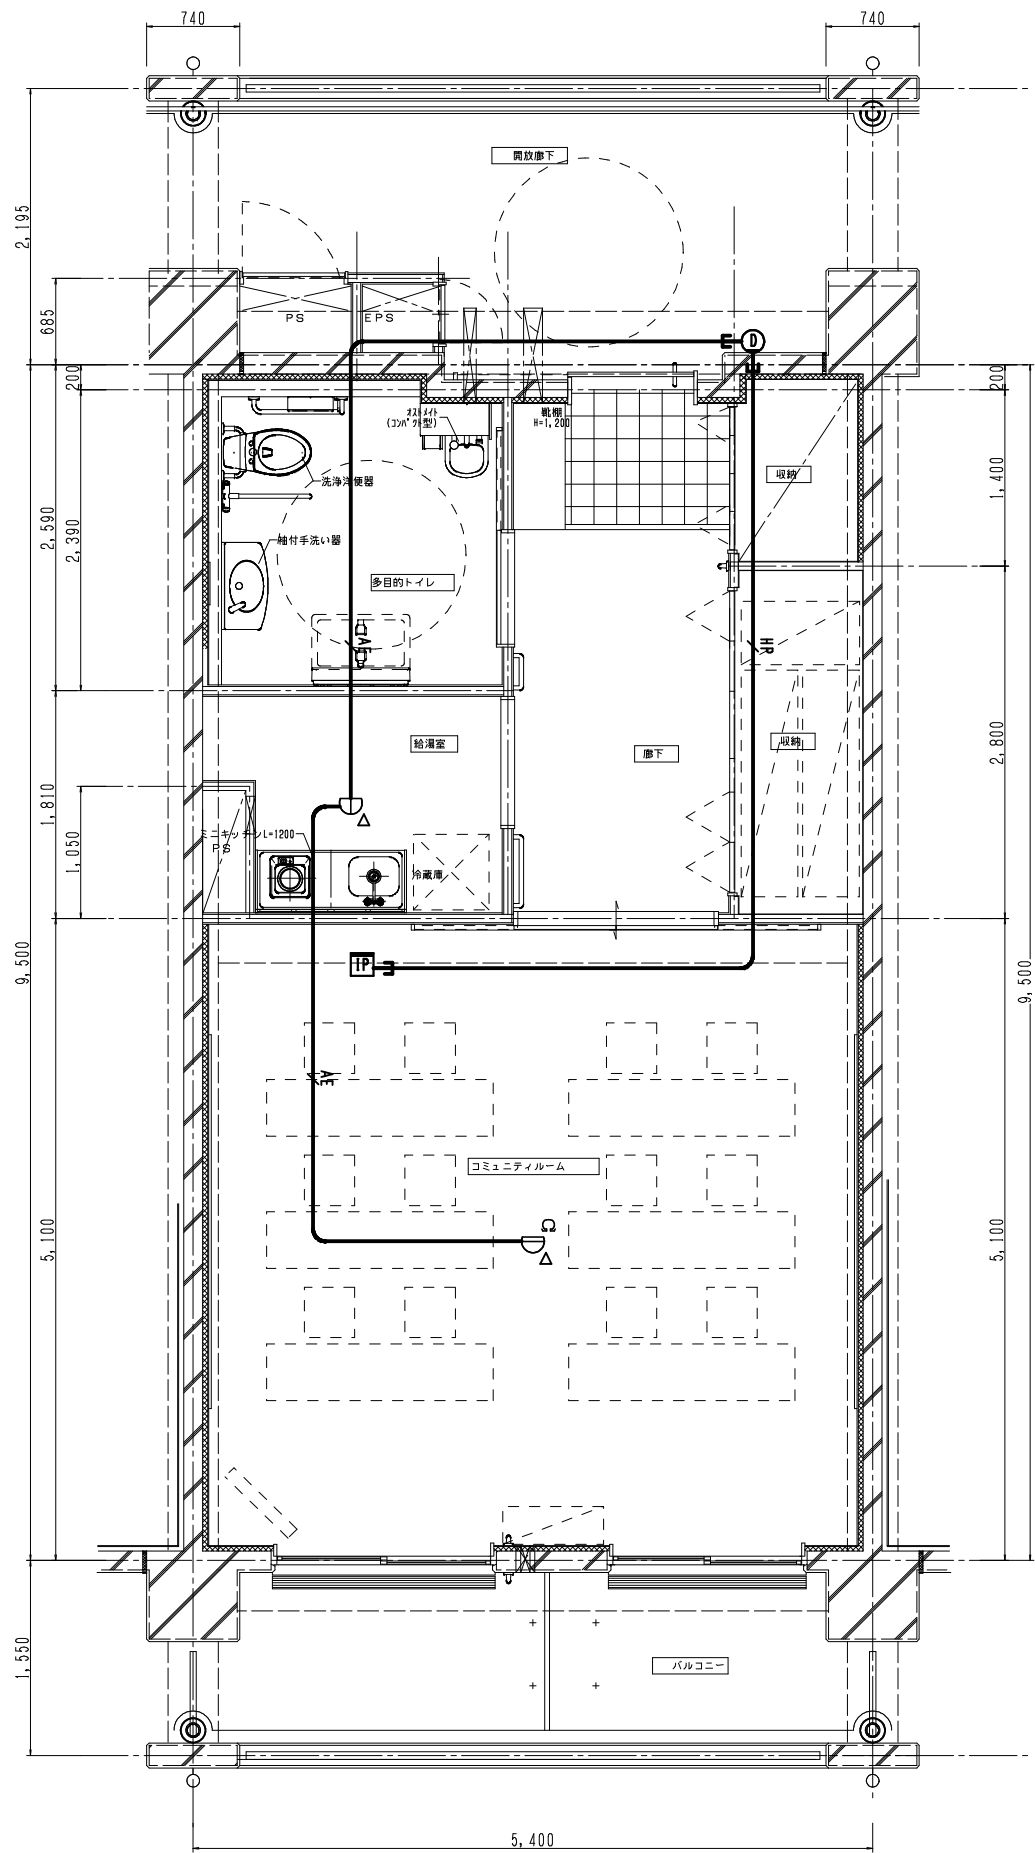 740
740
開放廊下
2,195
685
PS
EPS
D
E
E
200
200
オストメイト
(コンパクト型)
靴棚
H=1,200
洗浄洋便器
収納
1,400
2,590
2,390
袖付手洗い器
多目的トイレ
AE
HP
給湯室
廊下
収納
2,800
1,810
1,050
ミニキッチンL=1200
PS
冷蔵庫
9,500
9,500
IP
E
AE
コミュニティルーム
C
5,100
5,100
1,550
バルコニー
5,400